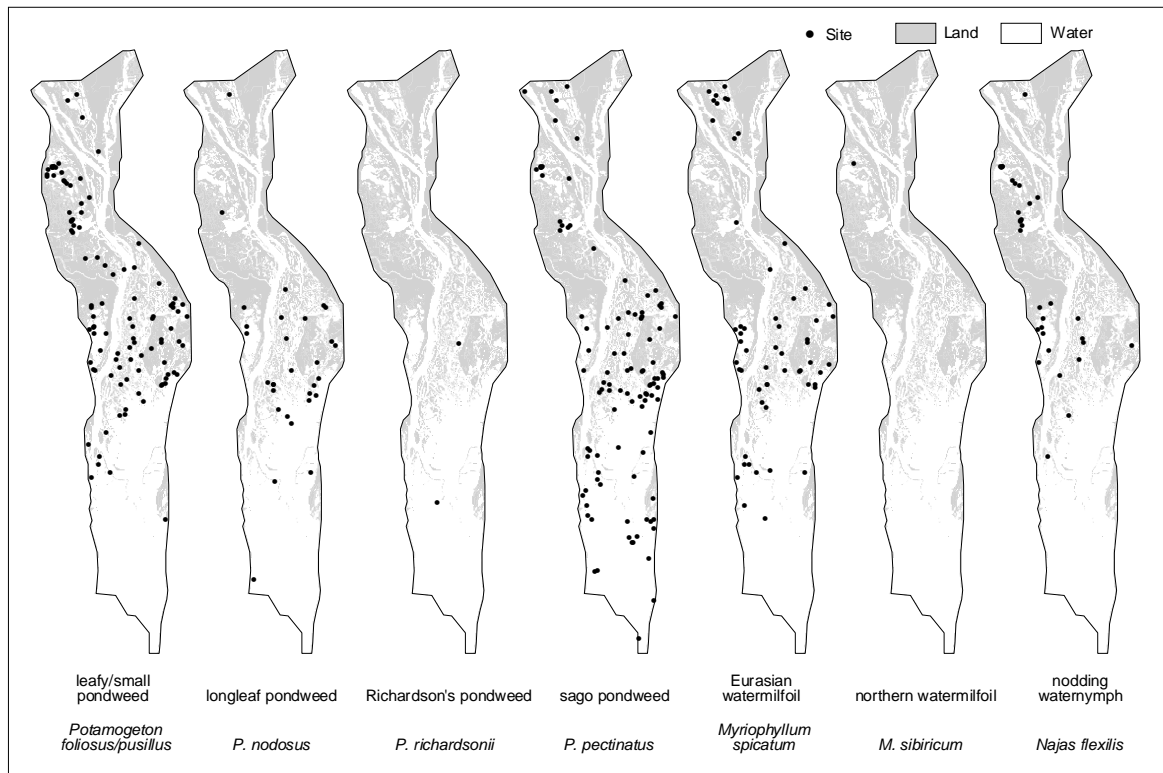 Site Land Water
leafy/small
pondweed
longleaf pondweed
Richardson's pondweed
sago pondweed
Eurasian
watermilfoil
northern watermilfoil
nodding
waternymph
Potamogeton
foliosus/pusillus
P. nodosus
P. richardsonii
P. pectinatus
Myriophyllum
spicatum
M. sibiricum
Najas flexilis